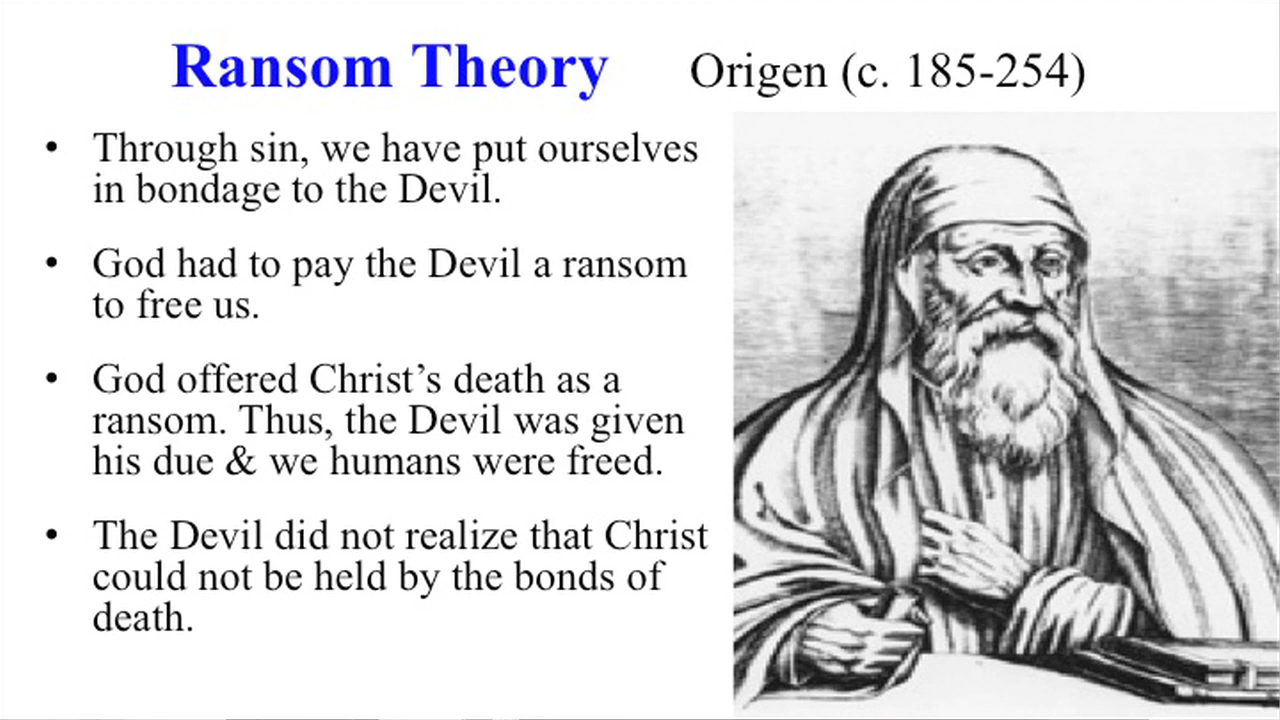 Ransom Theory Origen (c. 185-254)
• Through sin, we have put ourselves
in bondage to the Devil.
• God had to pay the Devil a ransom
to free us.
• God offered Christ’s death as a
ransom. Thus, the Devil was given
his due & we humans were freed.
• The Devil did not realize that Christ
could not be held by the bonds of
death.